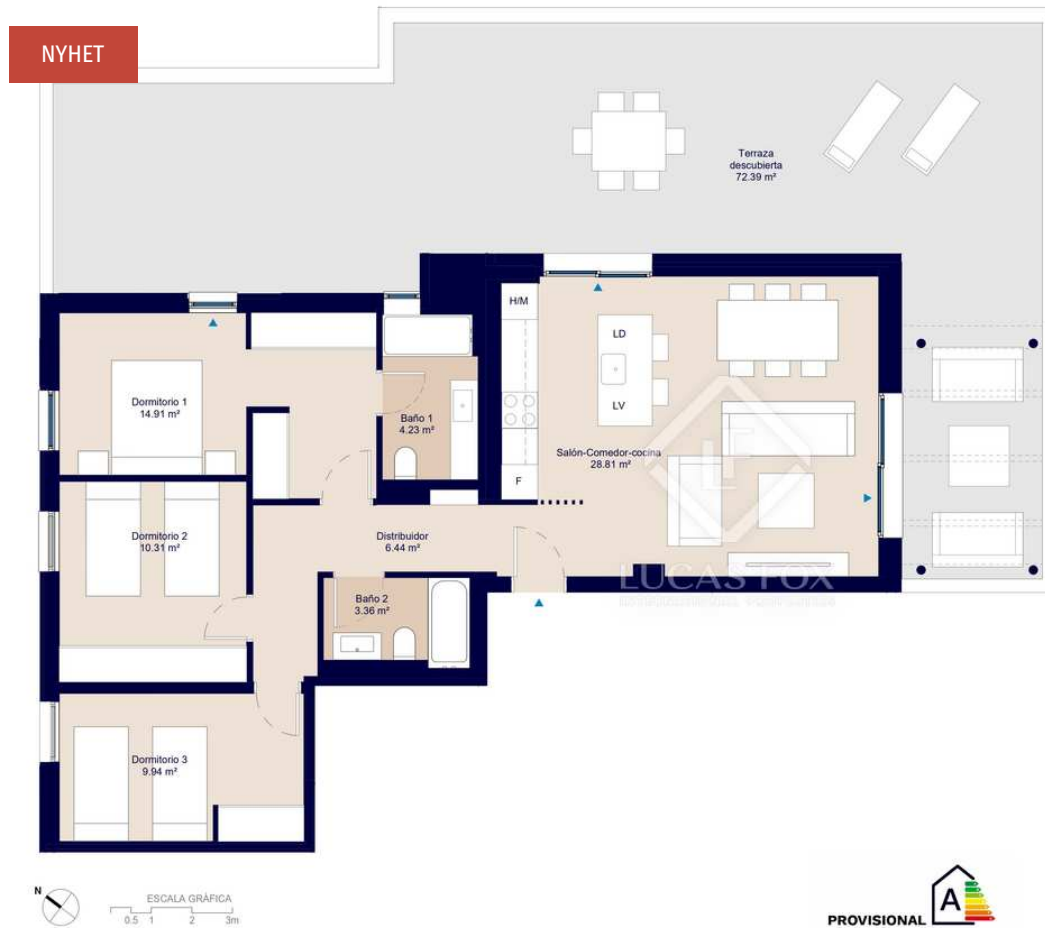 NYHET
Terraza
descubierta
72.39 m²
H/M
LD
LV
F
Salón-Comedor-cocina
28.81 m²
Dormitorio 1
14.91 m²
Baño 1
4.23 m²
Dormitorio 2
10.31 m²
Distribuidor
6.44 m²
Baño 2
3.36 m²
Dormitorio 3
9.94 m²
LF
LUCAS FOX
N
ESCALA GRÁFICA
0.5 1 2 3m
PROVISIONAL
A